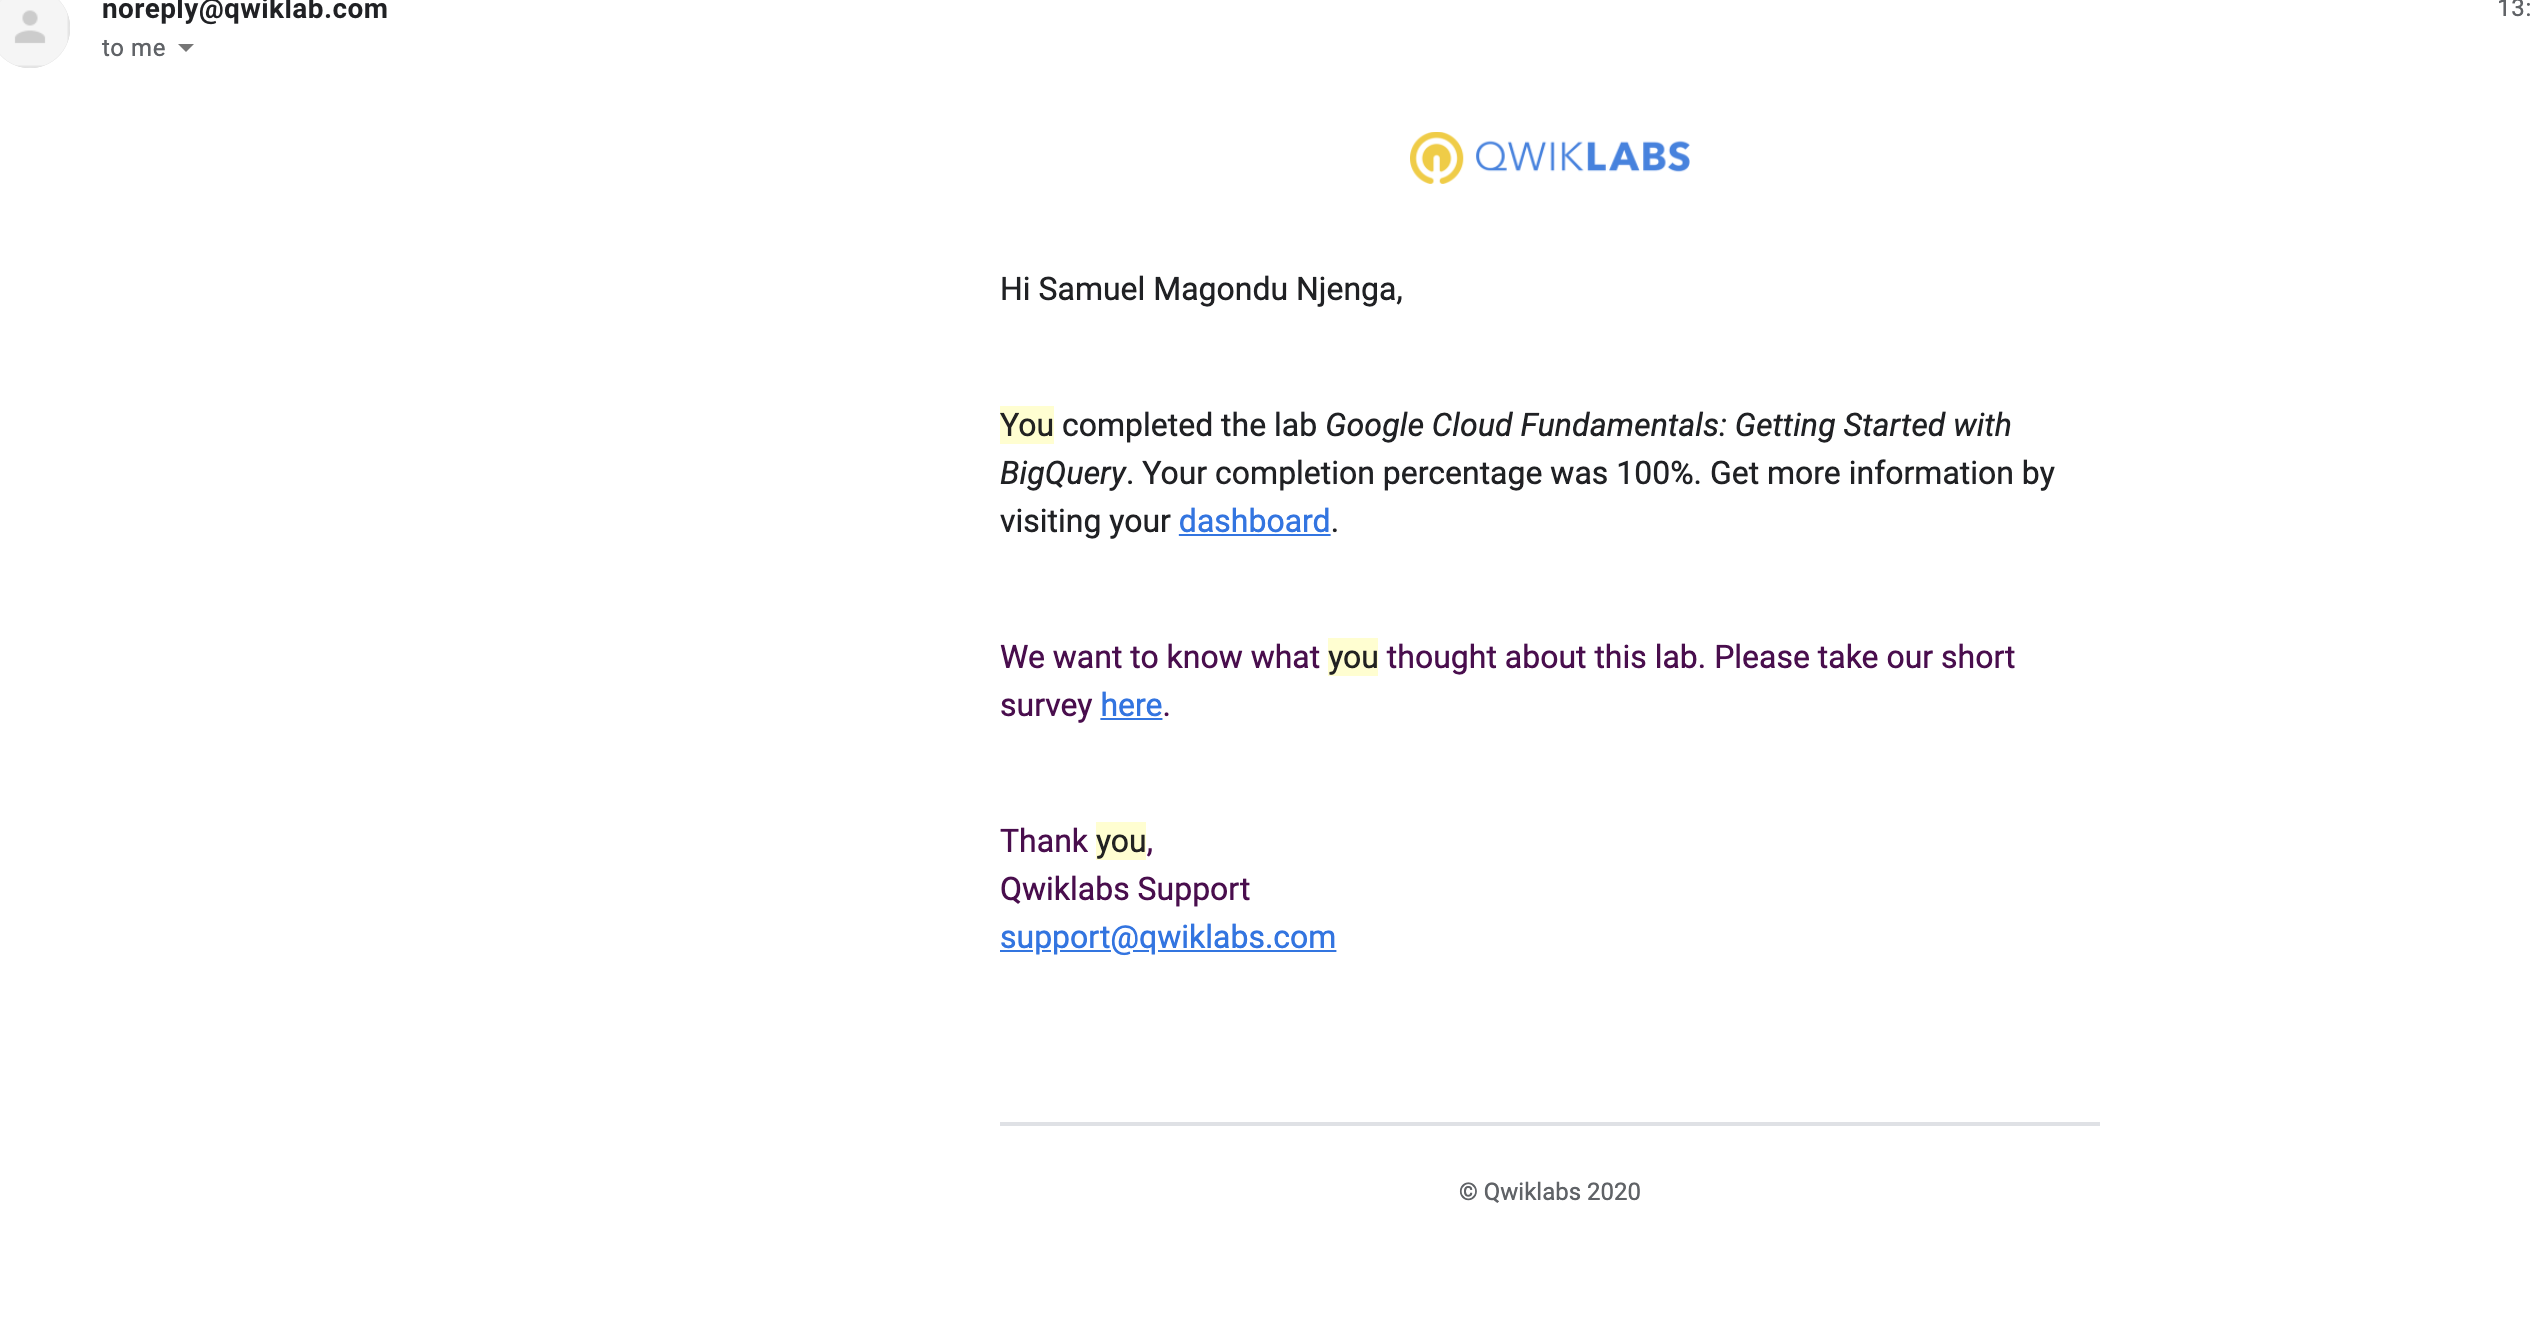 noreply@qwiklab.com
13:
to me
QWIKLABS
Hi Samuel Magondu Njenga,
You completed the lab Google Cloud Fundamentals: Getting Started with
BigQuery. Your completion percentage was 100%. Get more information by
visiting your dashboard.
We want to know what you thought about this lab. Please take our short
survey here.
Thank you,
Qwiklabs Support
support@qwiklabs.com
© Qwiklabs 2020